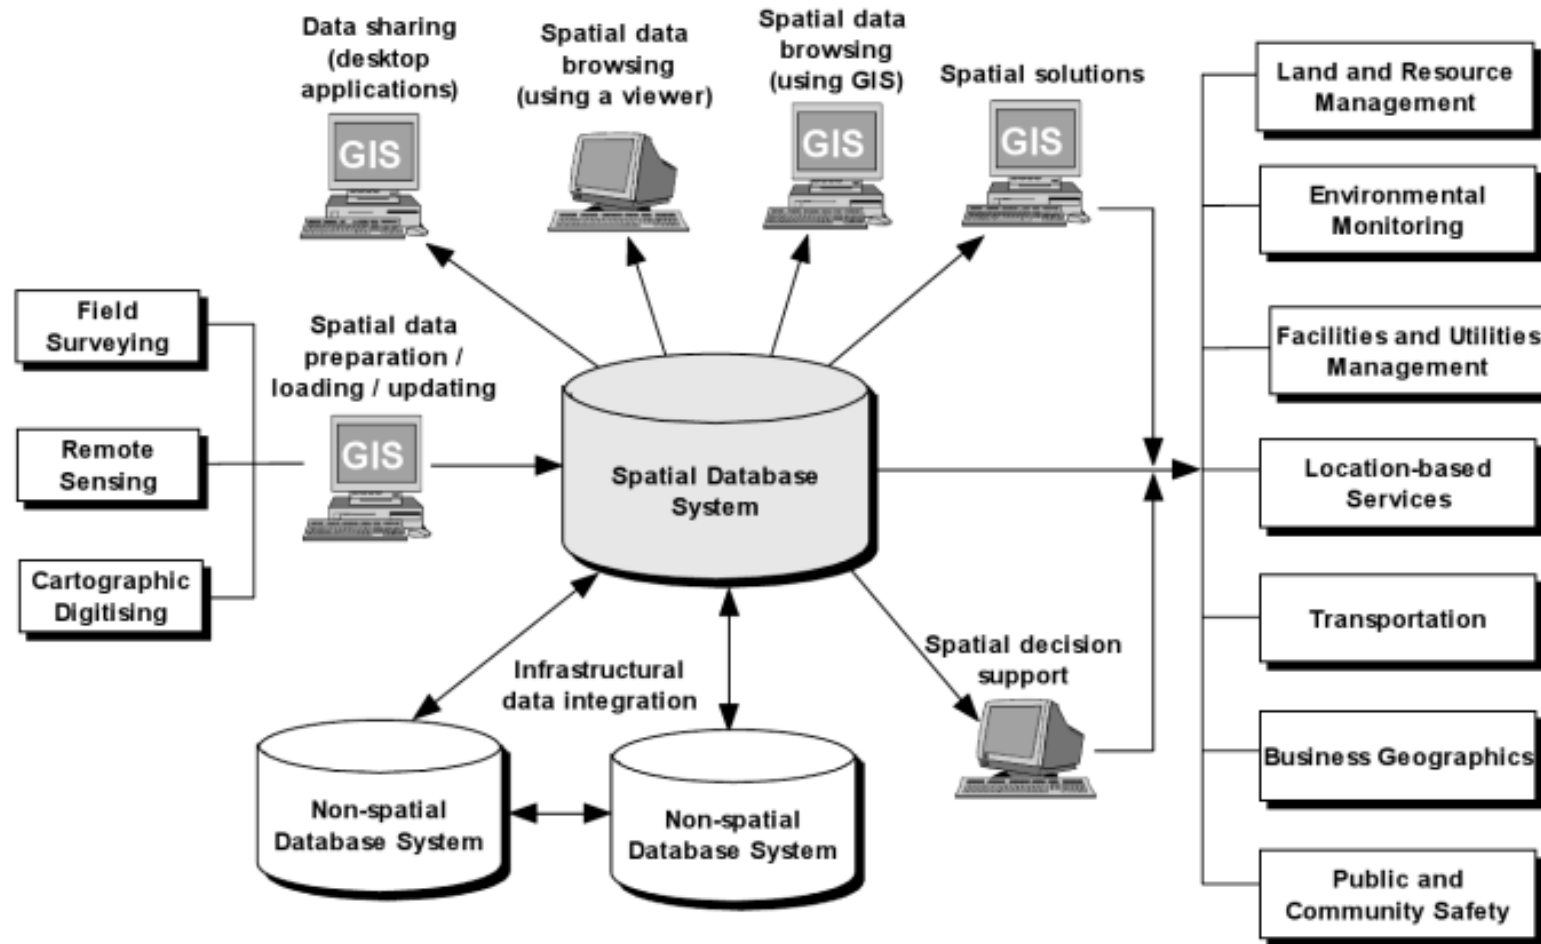 Data sharing
(desktop
applications)
GIS
Spatial data
browsing
(using a viewer)
Spatial data
browsing
(using GIS)
GIS
Spatial solutions
GIS
Field
Surveying
Remote
Sensing
Cartographic
Digitising
Spatial data
preparation /
loading / updating
GIS
Spatial Database
System
Infrastructural
data integration
Non-spatial
Database System
Non-spatial
Database System
Spatial decision
support
Land and Resource
Management
Environmental
Monitoring
Facilities and Utilities
Management
Location-based
Services
Transportation
Business Geographics
Public and
Community Safety